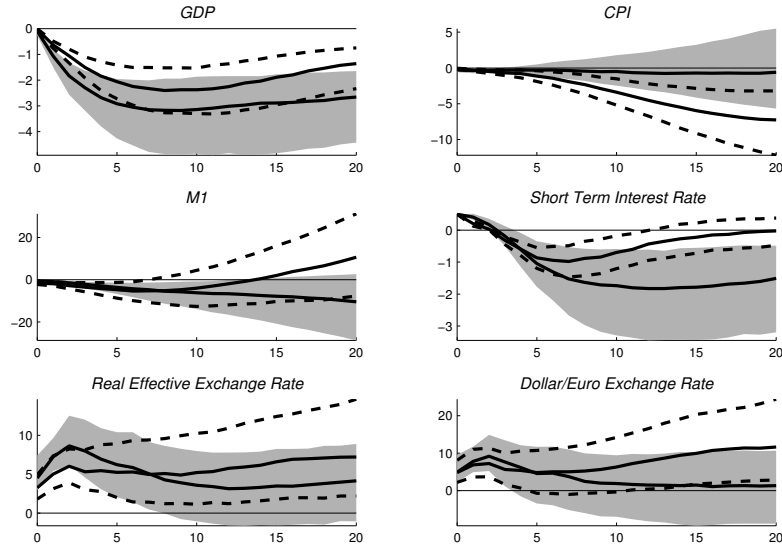 GDP
0
−1
−2
−3
−4
0 5 10 15 20
CPI
5
0
−5
−10
0 5 10 15 20
M1
20
0
−20
0 5 10 15 20
Short Term Interest Rate
0
−1
−2
−3
0 5 10 15 20
Real Effective Exchange Rate
10
5
0
0 5 10 15 20
Dollar/Euro Exchange Rate
20
10
0
0 5 10 15 20